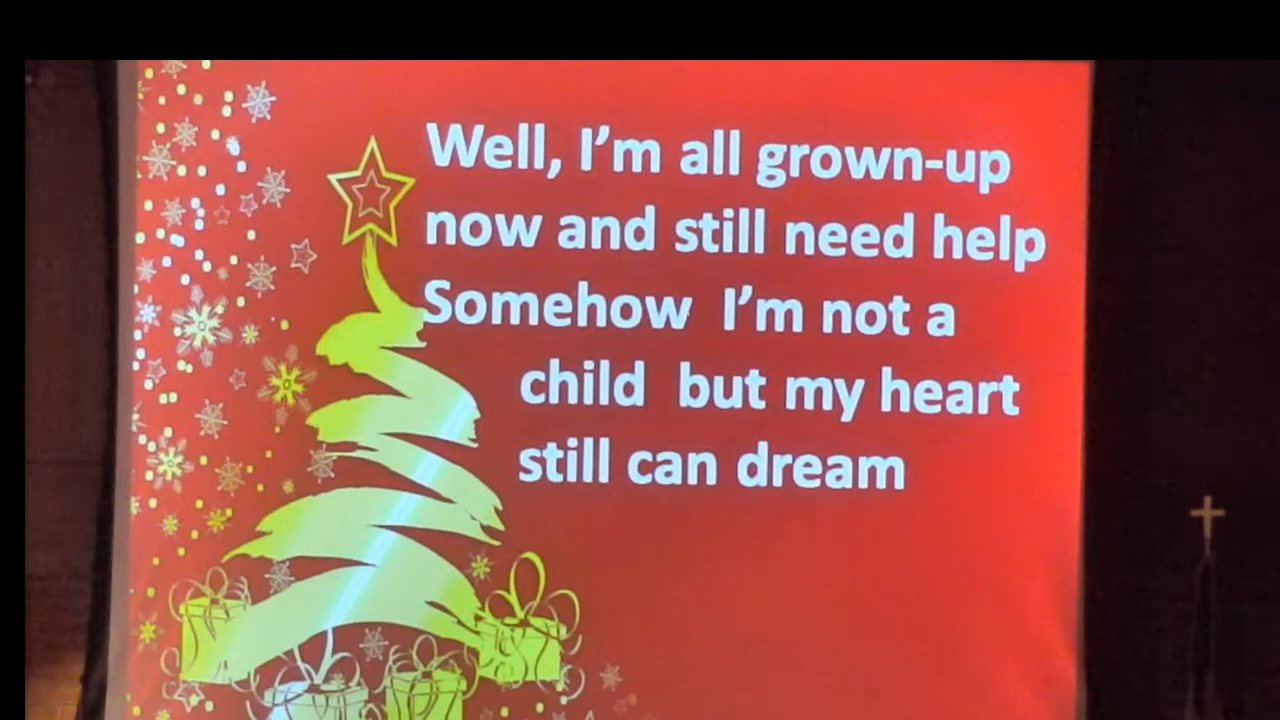 Well, I'm all grown-up
now and still need help
Somehow I'm not a
child but my heart
still can dream